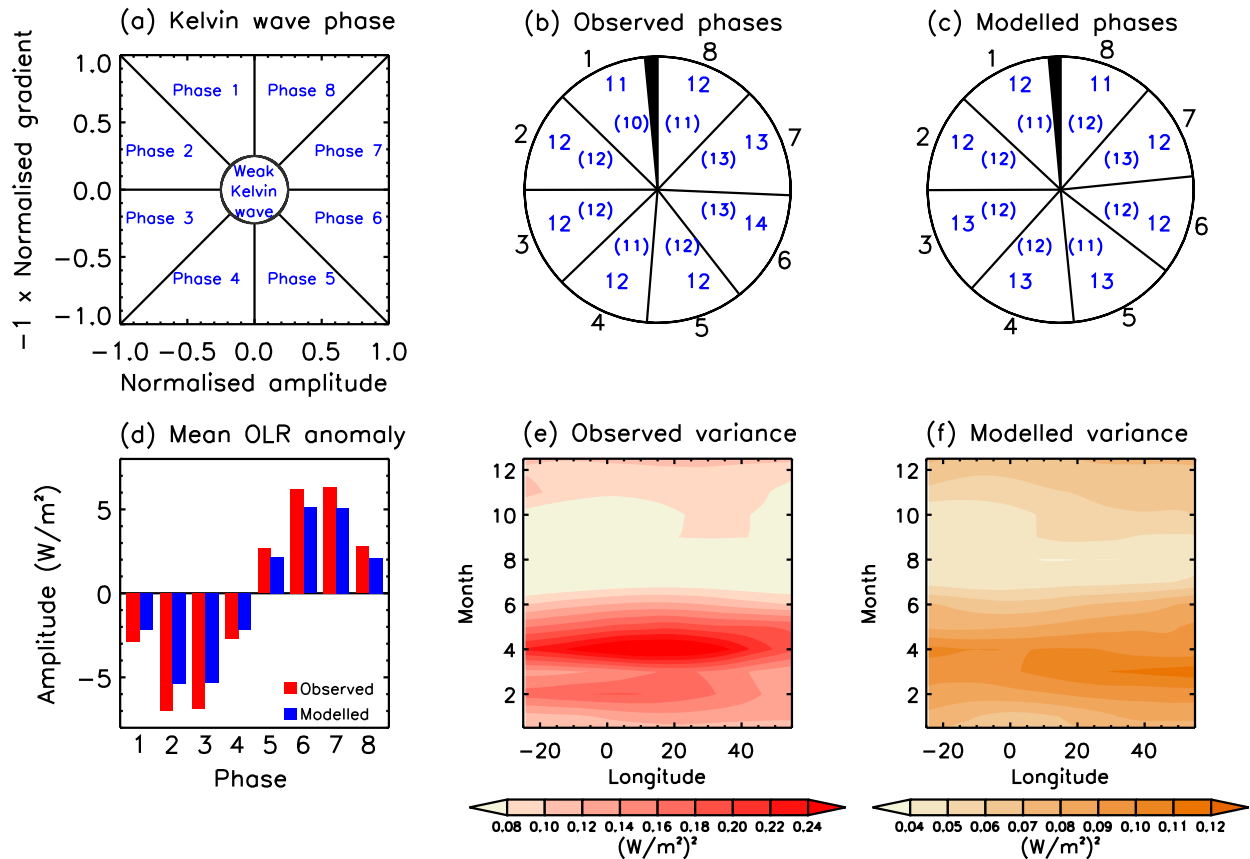 (a) Kelvin wave phase
−1 x Normalised gradient
1.0
0.5
0.0
−0.5
−1.0
Phase 1
Phase 8
Phase 2
Phase 7
Weak
Kelvin
wave
Phase 3
Phase 6
Phase 4
Phase 5
−1.0 −0.5 0.0 0.5 1.0
Normalised amplitude
(b) Observed phases
1
8
11
12
2
7
(10)
(11)
12
13
(12)
(13)
(12)
(13)
12
14
3
6
(11)
(12)
12
12
4
5
(c) Modelled phases
1
8
12
11
2
7
(11)
(12)
12
12
(12)
(13)
(12)
(12)
13
12
3
6
(12)
(11)
13
13
4
5
(d) Mean OLR anomaly
Amplitude (W/m²)
5
0
−5
Observed
Modelled
1 2 3 4 5 6 7 8
Phase
(e) Observed variance
Month
12
10
8
6
4
2
−20 0 20 40
Longitude
0.08 0.10 0.12 0.14 0.16 0.18 0.20 0.22 0.24
(W/m²)²
(f) Modelled variance
Month
12
10
8
6
4
2
−20 0 20 40
Longitude
0.04 0.05 0.06 0.07 0.08 0.09 0.10 0.11 0.12
(W/m²)²